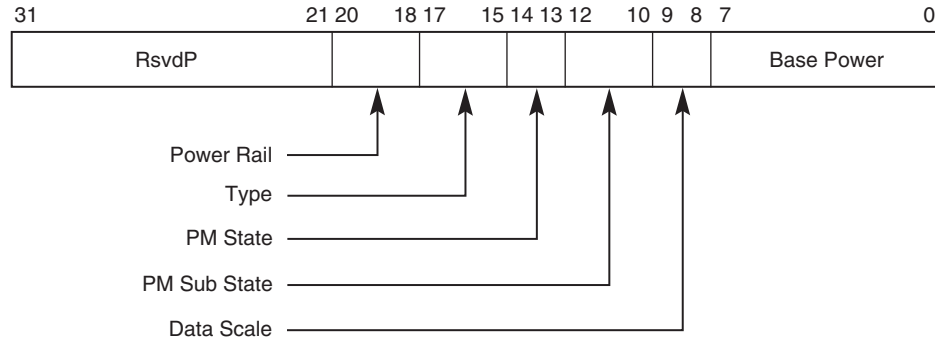 31 21 20 18 17 15 14 13 12 10 9 8 7 0
RsvdP Base Power
Power Rail
Type
PM State
PM Sub State
Data Scale